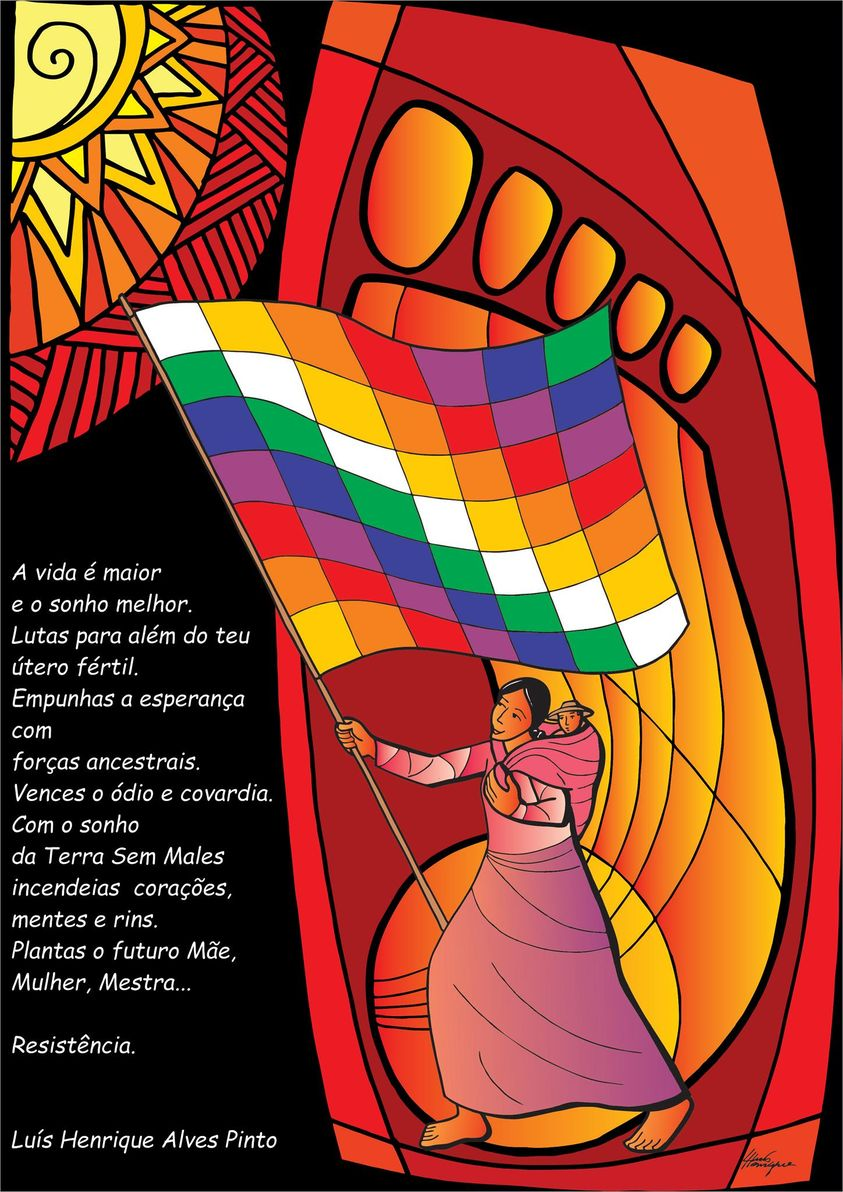 A vida é maior
e o sonho melhor.
Lutas para além do teu
útero fértil.
Empunhas a esperança
com
forças ancestrais.
Vences o ódio e covardia.
Com o sonho
da Terra Sem Males
incendeias corações,
mentes e rins.
Plantas o futuro Mãe,
Mulher, Mestra...
Resistência.
Luís Henrique Alves Pinto
Luís
Henrique